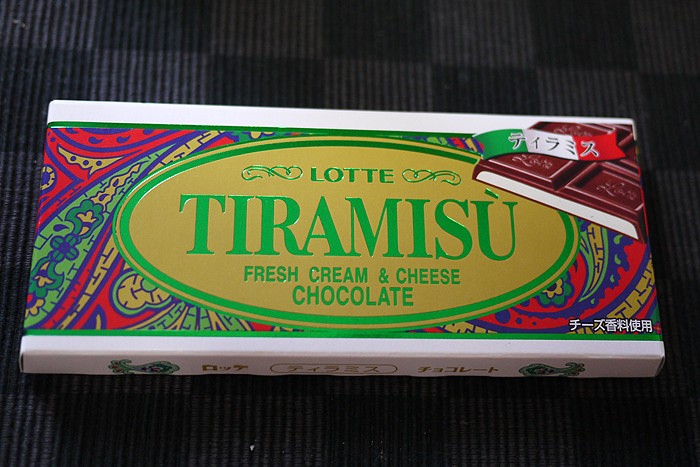 ティラミス
LOTTE
TIRAMISÙ
FRESH CREAM & CHEESE
CHOCOLATE
チーズ香料使用
ロッテ ティラミス チョコレート